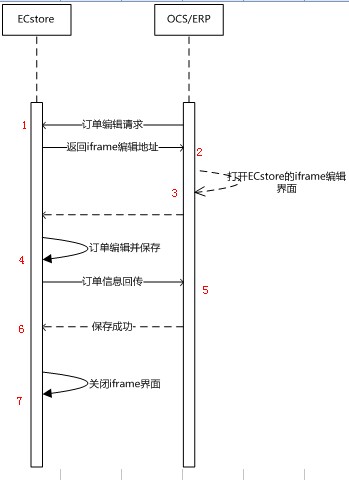 ECstore
OCS/ERP
1
订单编辑请求
返回iframe编辑地址
2
打开ECstore的iframe编辑
界面
3
订单编辑并保存
4
订单信息回传
5
保存成功
6
关闭iframe界面
7